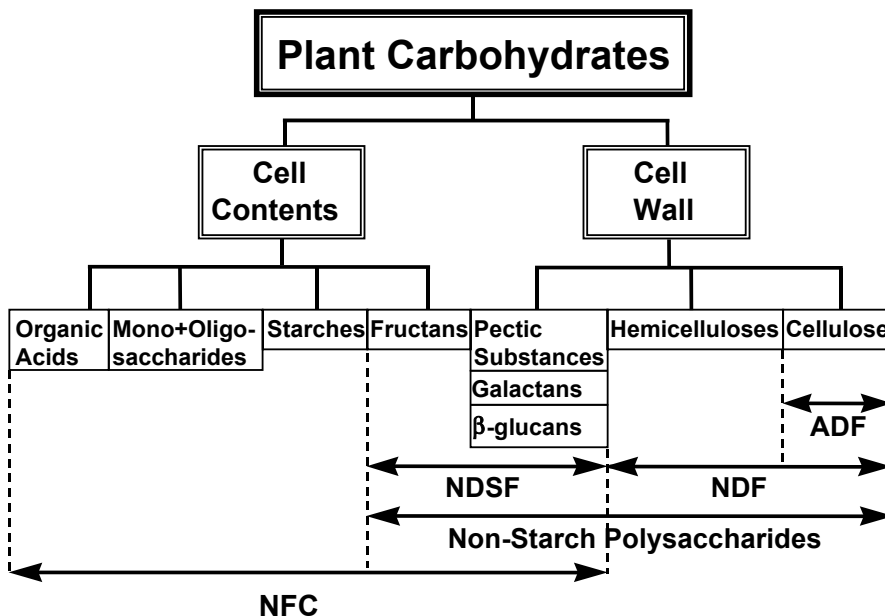 Plant Carbohydrates
Cell
Contents
Cell
Wall
Organic
Acids
Mono+Oligo-
saccharides
Starches
Fructans
Pectic
Substances
Galactans
β-glucans
Hemicelluloses
Cellulose
ADF
NDSF
NDF
Non-Starch Polysaccharides
NFC